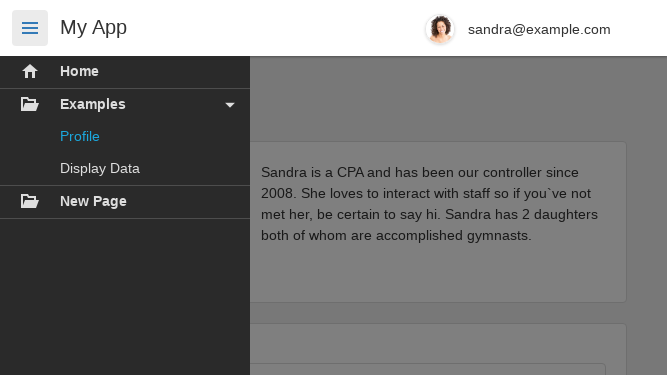 My App
sandra@example.com
Home
Examples
Profile
Display Data
New Page
Sandra is a CPA and has been our controller since
2008. She loves to interact with staff so if you`ve not
met her, be certain to say hi. Sandra has 2 daughters
both of whom are accomplished gymnasts.